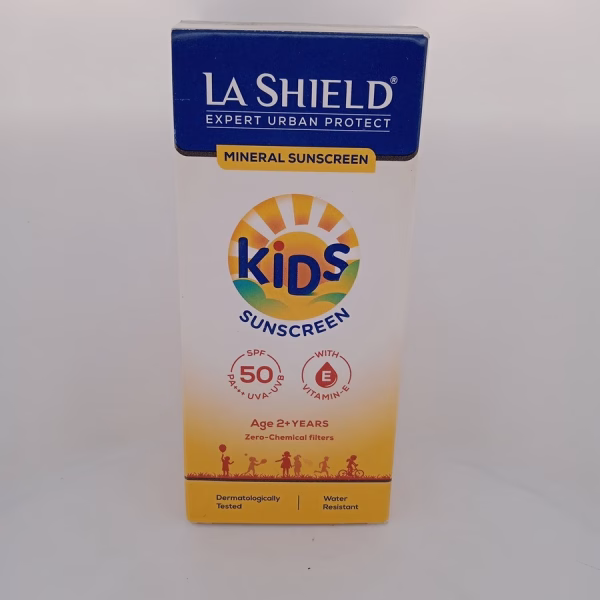 LA SHIELD®
EXPERT URBAN PROTECT
MINERAL SUNSCREEN
KiDS
SUNSCREEN
SPF
50
PA+++ UVA-UVB
WITH
E
VITAMIN-E
Age 2+ YEARS
Zero-Chemical filters
Dermatologically
Tested
Water
Resistant